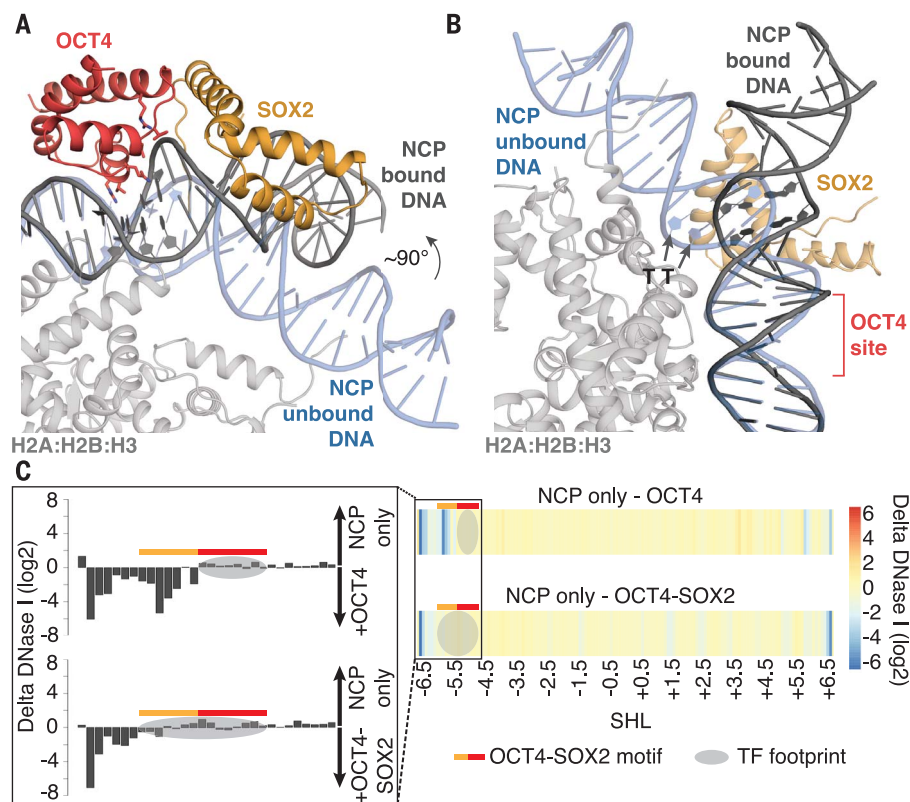 A
OCT4
SOX2
NCP
bound
DNA
~90°
NCP
unbound
DNA
H2A:H2B:H3
B
NCP
bound
DNA
NCP
unbound
DNA
SOX2
T T
OCT4
site
H2A:H2B:H3
C
Delta DNase I (log2)
8
4
0
-4
-8
NCP
only
+OCT4
8
4
0
-4
-8
NCP
only
+OCT4-
SOX2
NCP only - OCT4
NCP only - OCT4-SOX2
-6.5 -5.5 -4.5 -3.5 -2.5 -1.5 -0.5 +0.5 +1.5 +2.5 +3.5 +4.5 +5.5 +6.5
SHL
6
4
2
0
-2
-4
-6
Delta DNase I (log2)
OCT4-SOX2 motif
TF footprint